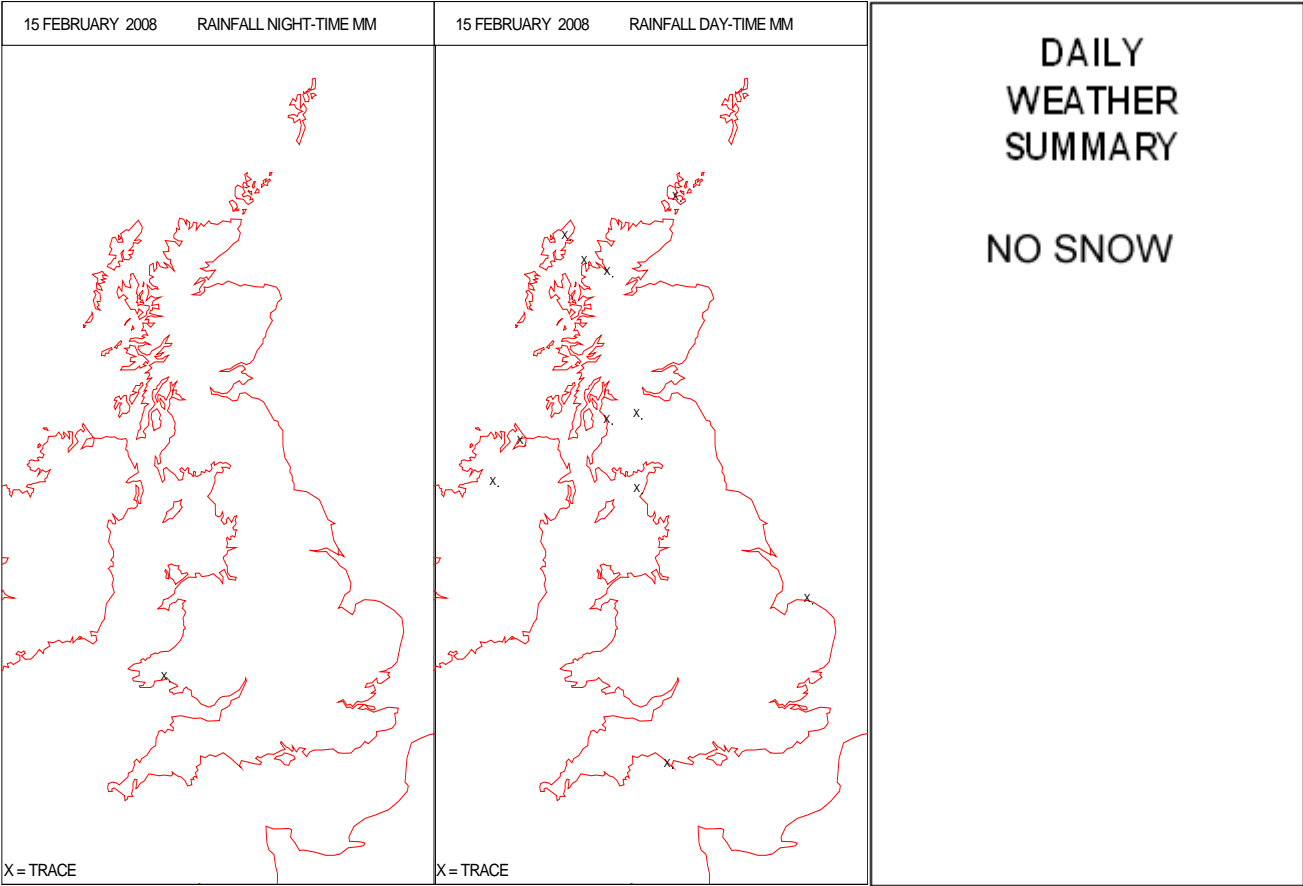 15 FEBRUARY 2008 RAINFALL NIGHT-TIME MM
X.
X = TRACE
15 FEBRUARY 2008 RAINFALL DAY-TIME MM
X.
X.
X.
X.
X.
X.
X.
X.
X.
X.
X.
X = TRACE
DAILY
WEATHER
SUMMARY
NO SNOW